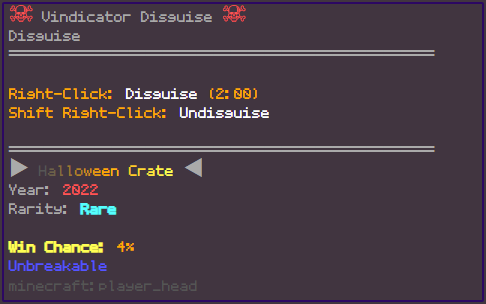 ☠ Vindicator Disguise ☠
Disguise
Right-Click: Disguise (2:00)
Shift Right-Click: Undisguise
▶ Halloween Crate ◀
Year: 2022
Rarity: Rare
Win Chance: 4%
Unbreakable
minecraft:player_head